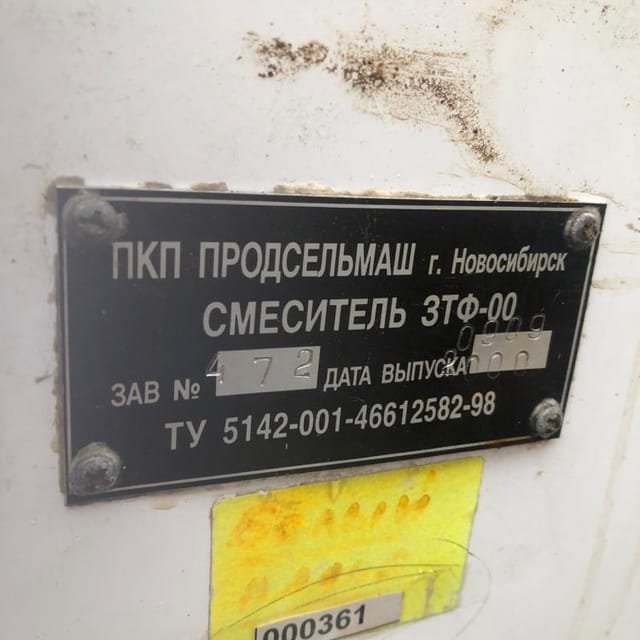 ПКП ПРОДСЕЛЬМАШ г. Новосибирск
СМЕСИТЕЛЬ ЗТФ-00
ЗАВ № 472 ДАТА ВЫПУСКА
ТУ 5142-001-46612582-98
000361